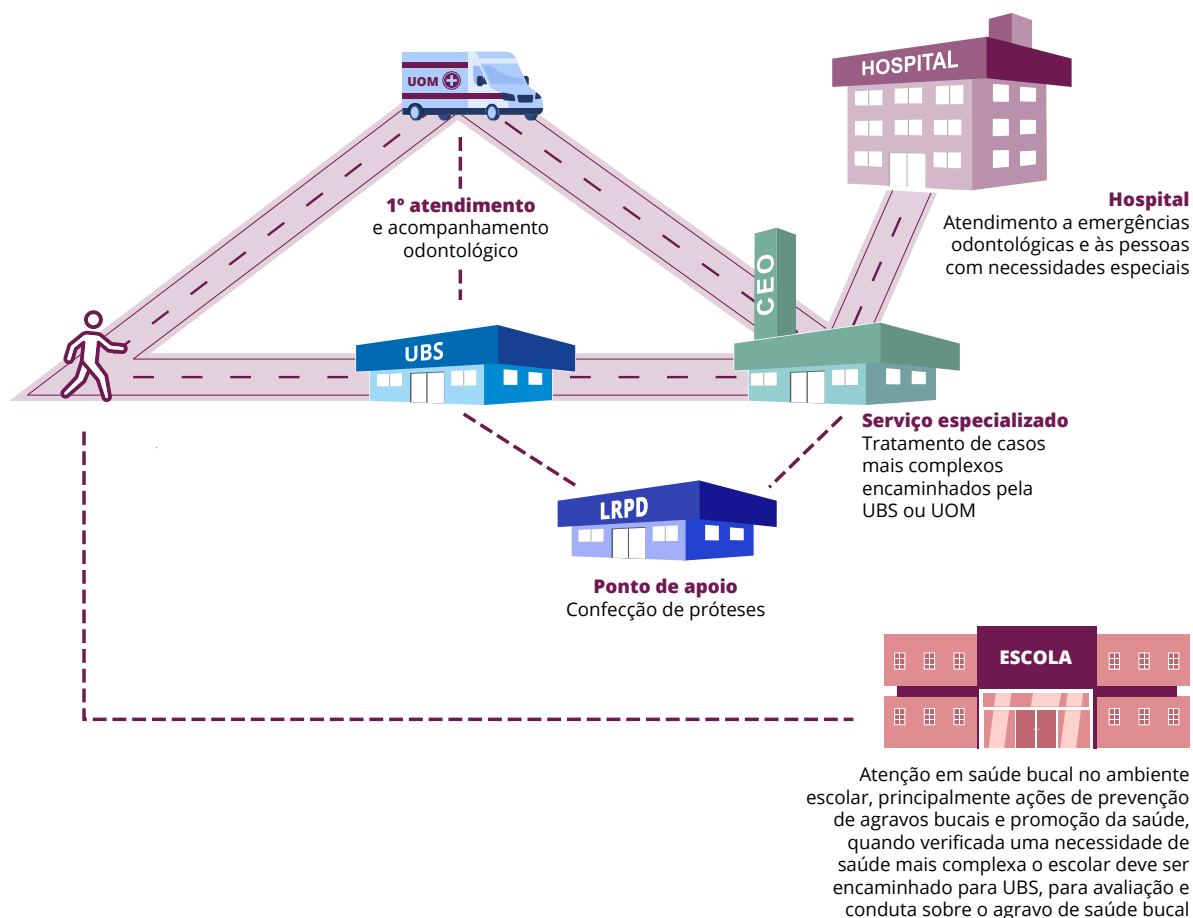 UOM
HOSPITAL
1º atendimento
e acompanhamento
odontológico
Hospital
Atendimento a emergências
odontológicas e às pessoas
com necessidades especiais
CEO
UBS
Serviço especializado
Tratamento de casos
mais complexos
encaminhados pela
UBS ou UOM
LRPD
Ponto de apoio
Confecção de próteses
ESCOLA
Atenção em saúde bucal no ambiente
escolar, principalmente ações de prevenção
de agravos bucais e promoção da saúde,
quando verificada uma necessidade de
saúde mais complexa o escolar deve ser
encaminhado para UBS, para avaliação e
conduta sobre o agravo de saúde bucal